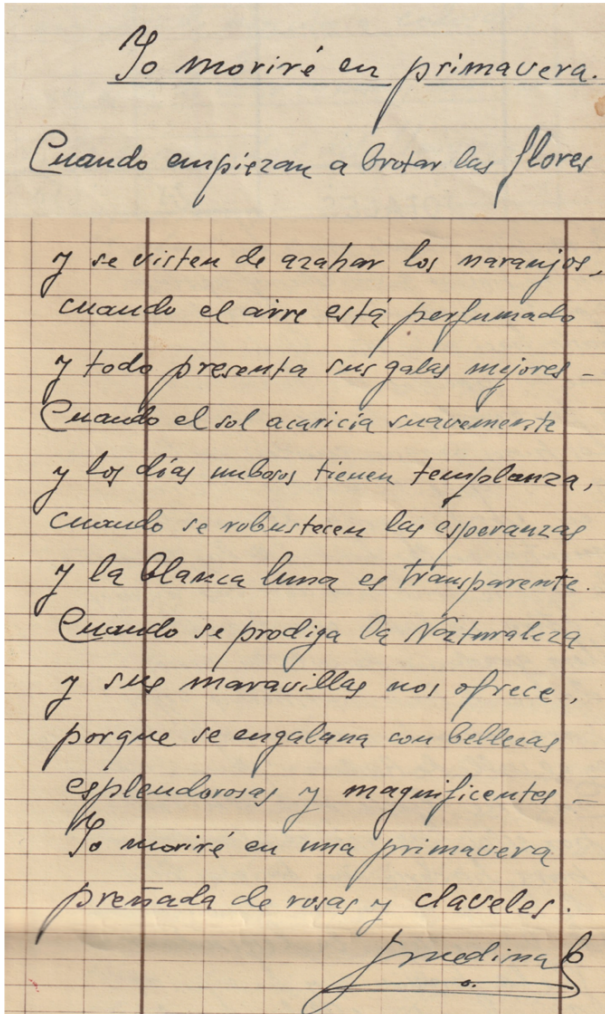 Yo moriré en primavera.
Cuando empiezan a brotar las flores
y se visten de azahar los naranjos,
cuando el aire está perfumado
y todo presenta sus galas mejores -
Cuando el sol acaricia suavemente
y los días nubosos tienen templanza,
cuando se robustecen las esperanzas
y la blanca luna es transparente.
Cuando se prodiga la Naturaleza
y sus maravillas nos ofrece,
porque se engalana con bellezas
esplendorosas y magnificentes -
Yo moriré en una primavera
preñada de rosas y claveles.